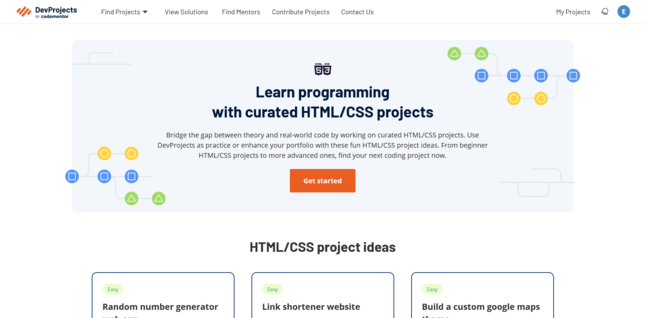 DevProjects
by codementor
Find Projects
View Solutions
Find Mentors
Contribute Projects
Contact Us
My Projects
E
Learn programming
with curated HTML/CSS projects
Bridge the gap between theory and real-world code by working on curated HTML/CSS projects. Use
DevProjects as practice or enhance your portfolio with these fun HTML/CSS project ideas. From beginner
HTML/CSS projects to more advanced ones, find your next coding project now.
Get started
HTML/CSS project ideas
Easy
Random number generator
Easy
Link shortener website
Easy
Build a custom google maps